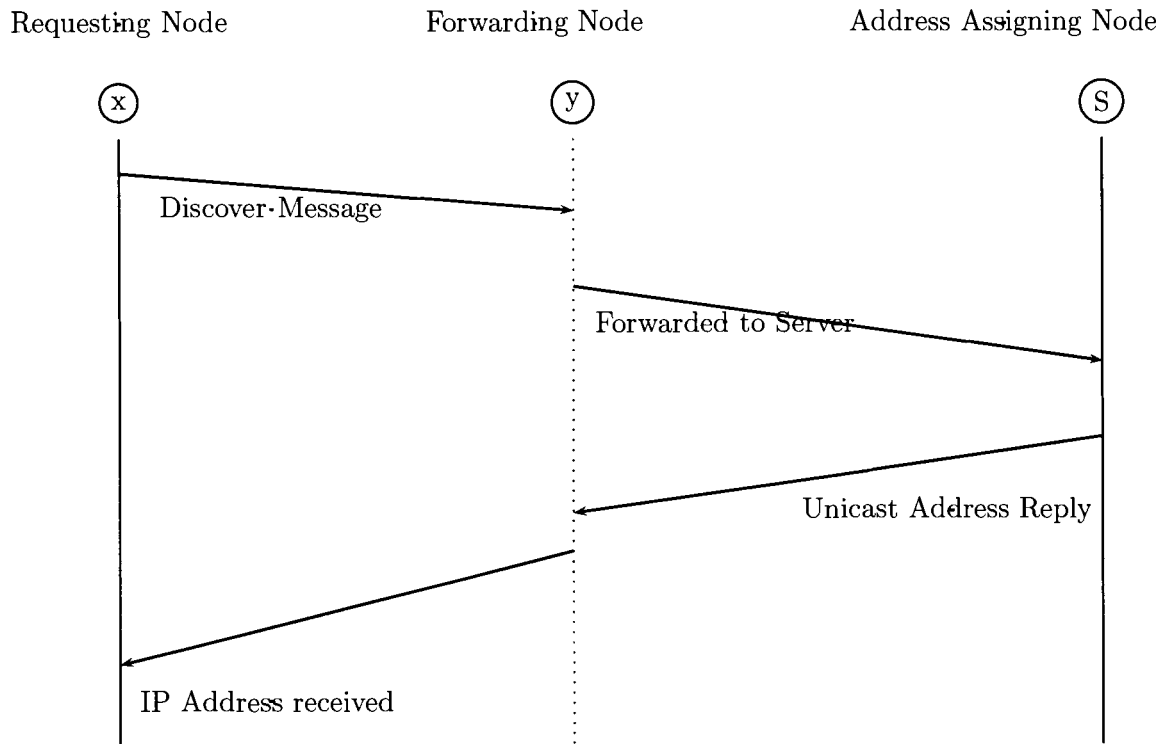 Requesting Node
Forwarding Node
Address Assigning Node
x
y
S
Discover-Message
Forwarded to Server
Unicast Address Reply
IP Address received